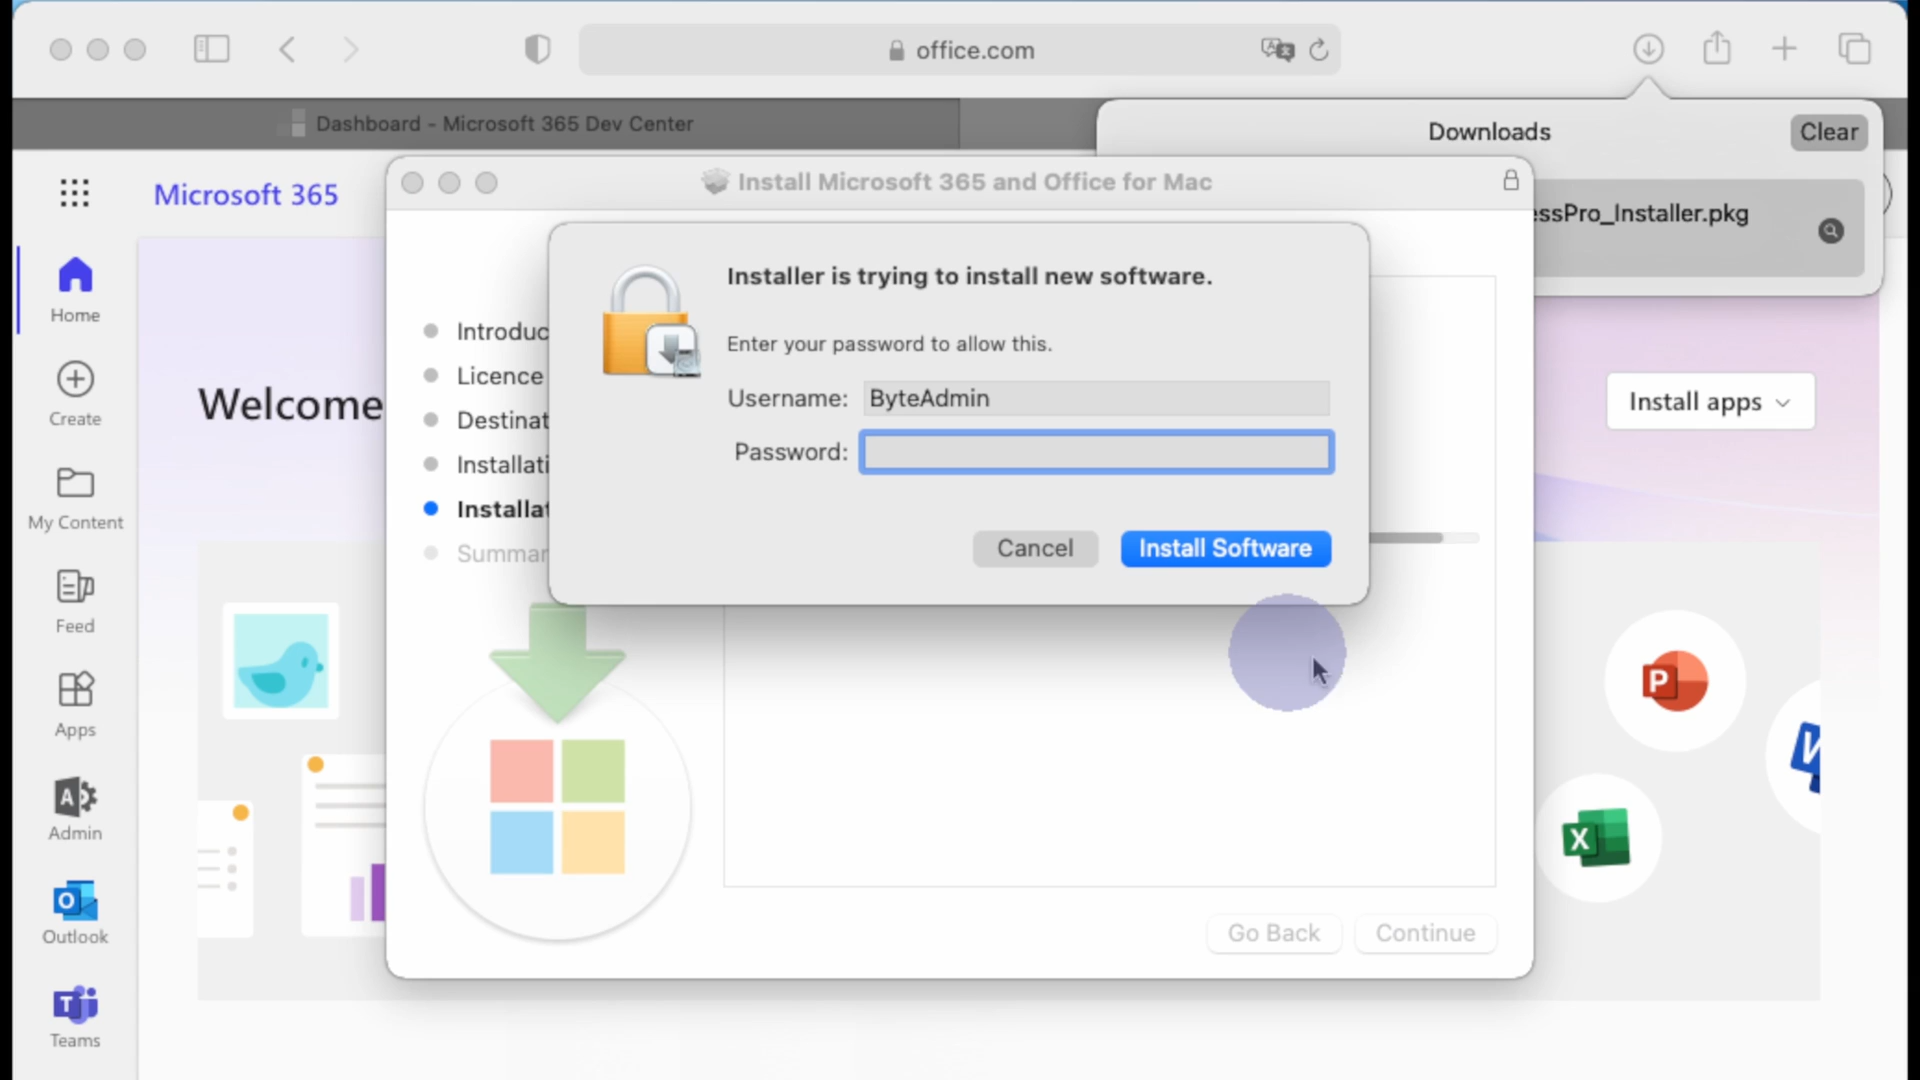 office.com
Dashboard - Microsoft 365 Dev Center
Downloads
Clear
Microsoft 365
Install Microsoft 365 and Office for Mac
essPro_Installer.pkg
Installer is trying to install new software.
Enter your password to allow this.
Username: ByteAdmin
Password:
Cancel
Install Software
Introduc
Licence
Destinat
Installati
Installat
Summar
Home
Create
My Content
Feed
Apps
Admin
Outlook
Teams
Welcome
Install apps
Go Back
Continue